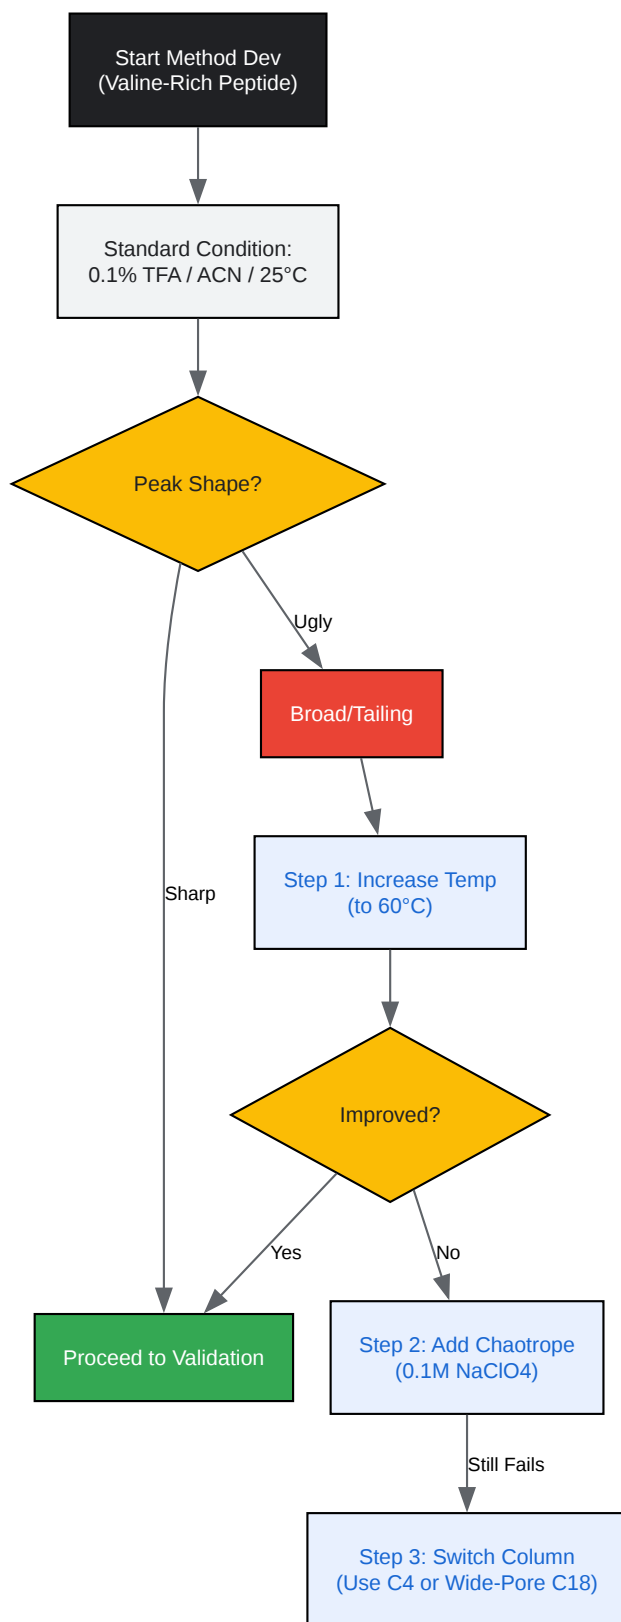 Start Method Dev
(Valine-Rich Peptide)
Standard Condition:
0.1% TFA / ACN / 25°C
Peak Shape?
Ugly
Broad/Tailing
Step 1: Increase Temp
(to 60°C)
Sharp
Improved?
Yes
No
Proceed to Validation
Step 2: Add Chaotrope
(0.1M NaClO4)
Still Fails
Step 3: Switch Column
(Use C4 or Wide-Pore C18)